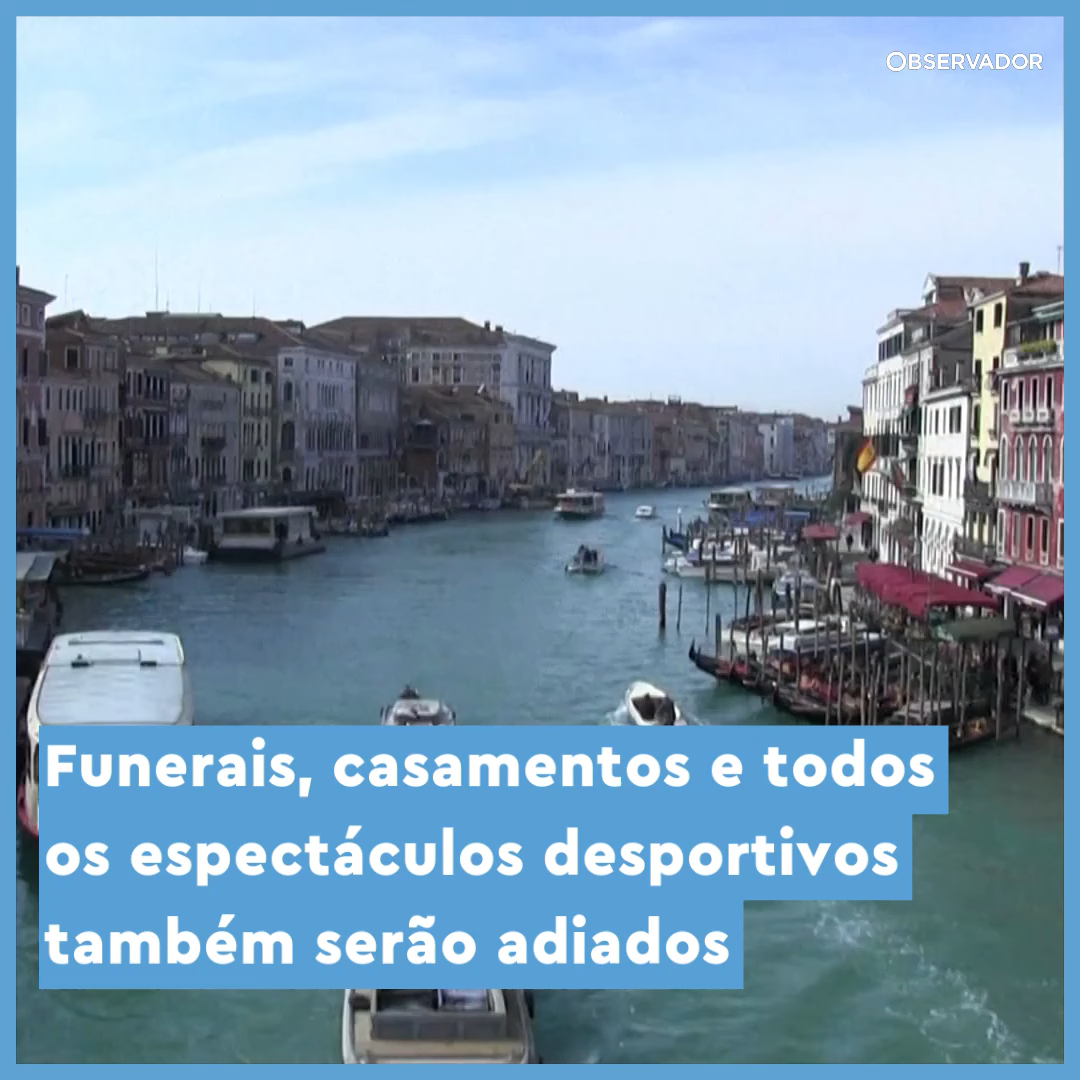 OBSERVADOR
Funerais, casamentos e todos
os espectáculos desportivos
também serão adiados